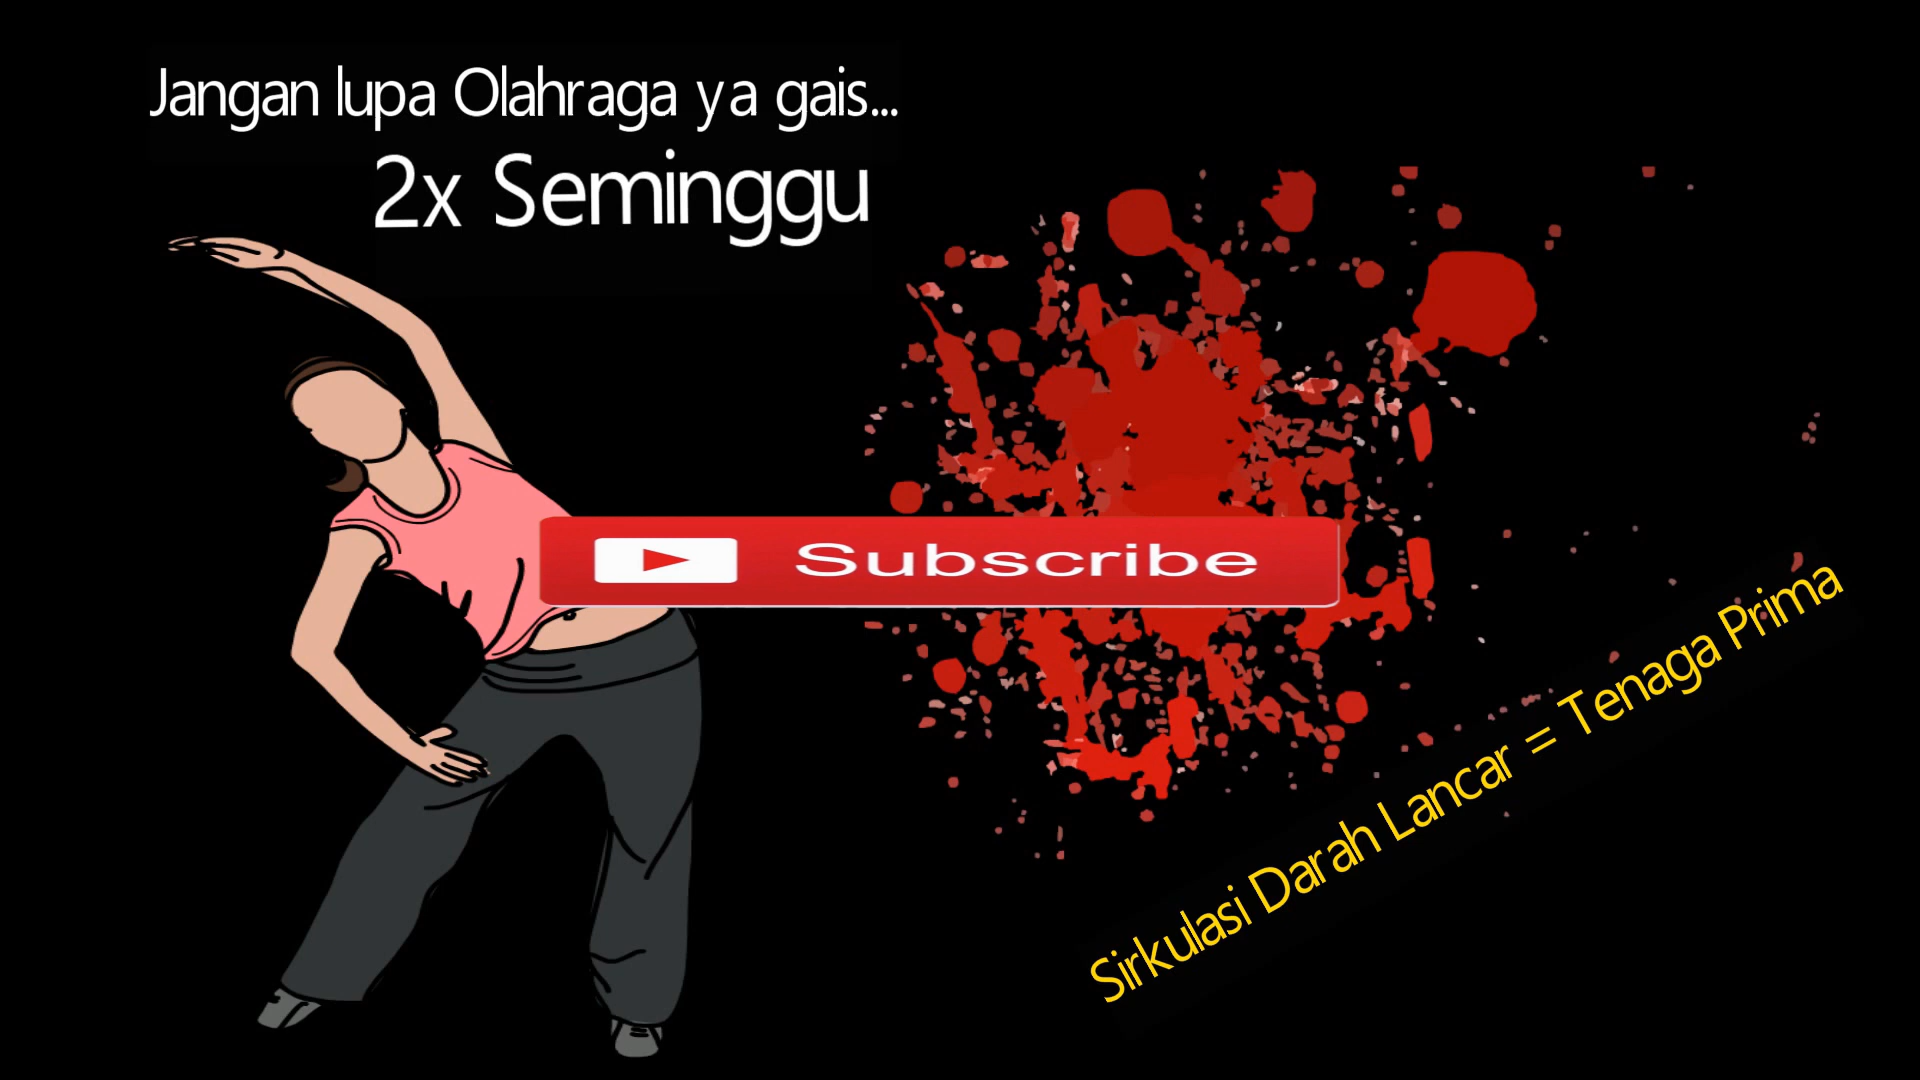 Jangan lupa Olahraga ya gais...
2x Seminggu
Subscribe
Sirkulasi Darah Lancar = Tenaga Prima